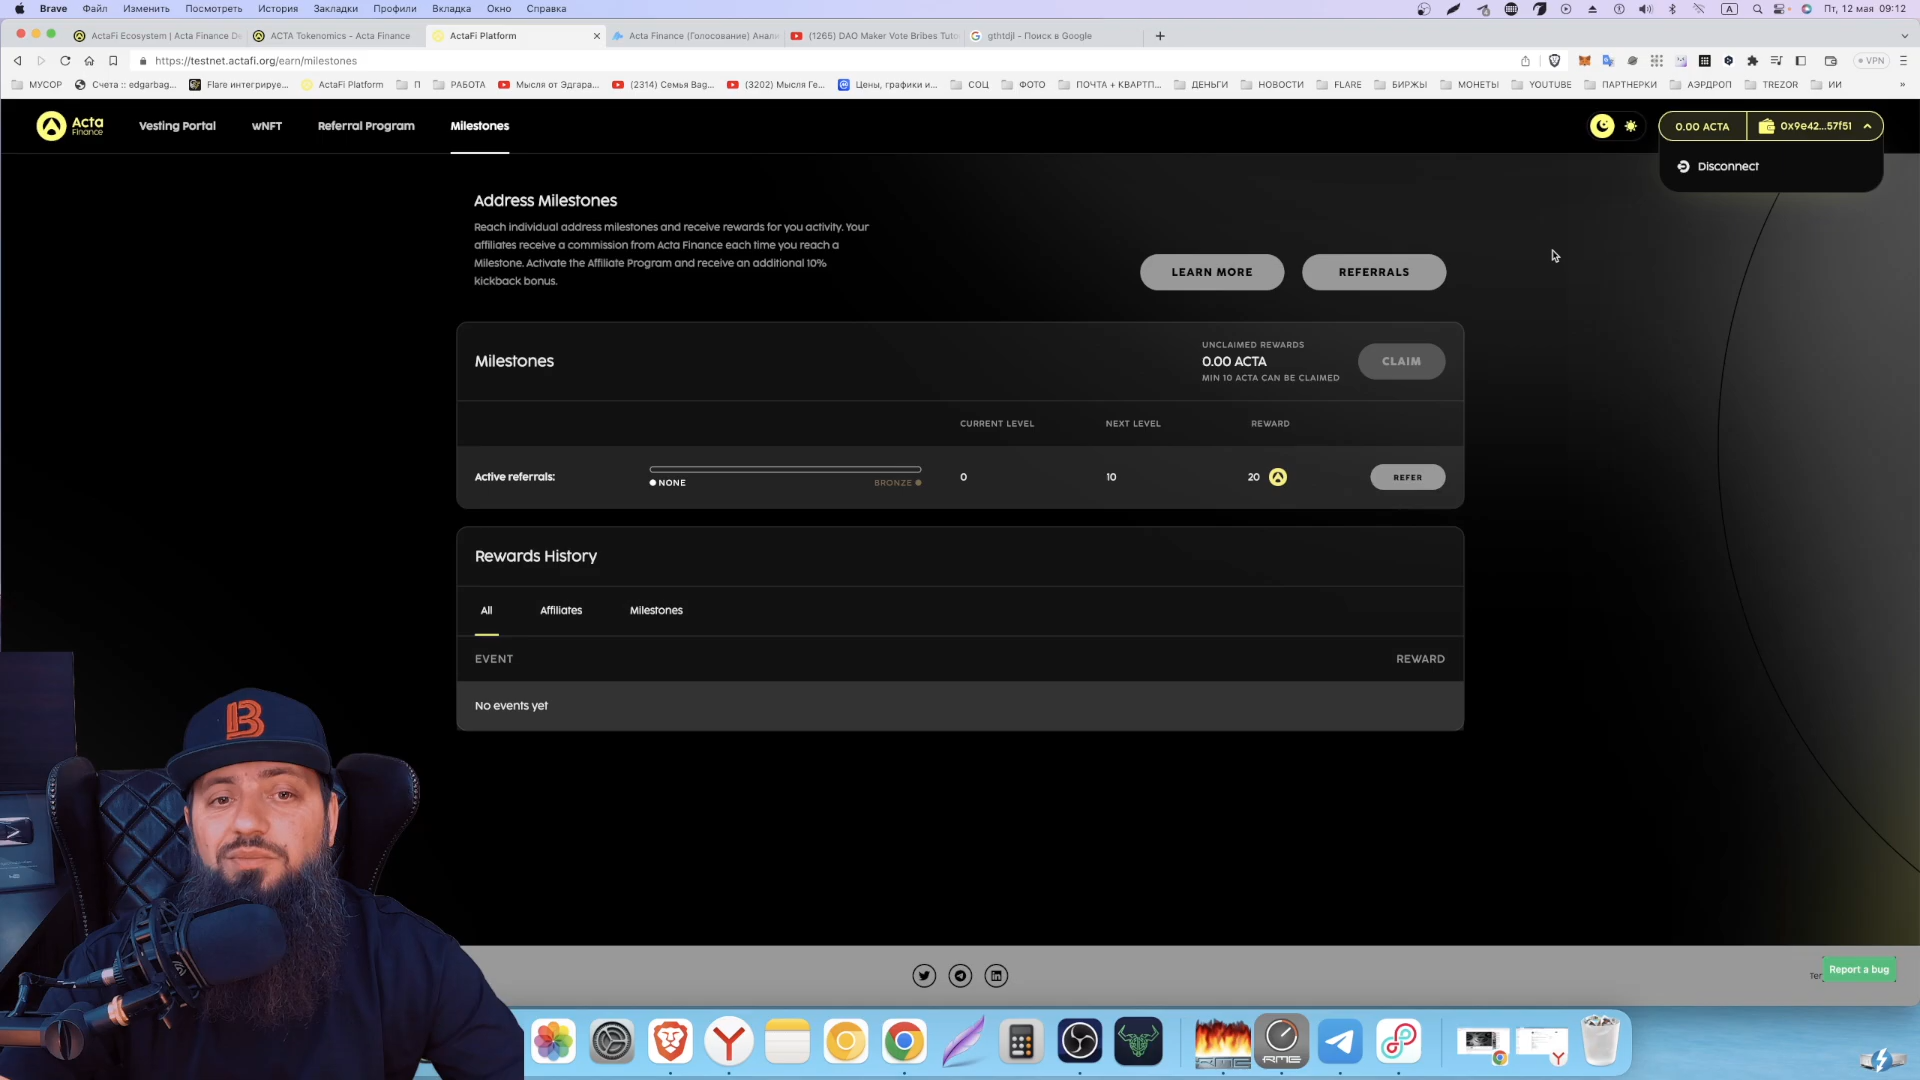 Brave Файл Изменить Посмотреть История Закладки Профили Вкладка Окно Справка A Пт, 12 мая 09:12
ActaFi Ecosystem | Acta Finance De ACTA Tokenomics - Acta Finance ActaFi Platform Acta Finance (Голосование) Анали (1265) DAO Maker Vote Bribes Tuto gthtdjl - Поиск в Google
https://testnet.actafi.org/earn/milestones VPN
МУСОР Счета :: edgarbag... Flare интегрируе... ActaFi Platform П РАБОТА Мысля от Эдгара... (2314) Семья Bag... (3202) Мысля Ге... Цены, графики и... СОЦ ФОТО ПОЧТА + КВАРТП... ДЕНЬГИ НОВОСТИ FLARE БИРЖЫ МОНЕТЫ YOUTUBE ПАРТНЕРКИ АЭРДРОП TREZOR ИИ »
Acta Finance Vesting Portal wNFT Referral Program Milestones 0.00 ACTA 0x9e42...57f51
Disconnect
Address Milestones
Reach individual address milestones and receive rewards for you activity. Your
affiliates receive a commission from Acta Finance each time you reach a
Milestone. Activate the Affiliate Program and receive an additional 10%
kickback bonus.
LEARN MORE REFERRALS
Milestones
UNCLAIMED REWARDS
0.00 ACTA
MIN 10 ACTA CAN BE CLAIMED
CLAIM
CURRENT LEVEL NEXT LEVEL REWARD
Active referrals: NONE BRONZE 0 10 20 REFER
Rewards History
All Affiliates Milestones
EVENT REWARD
No events yet
B
Report a bug
RME RME